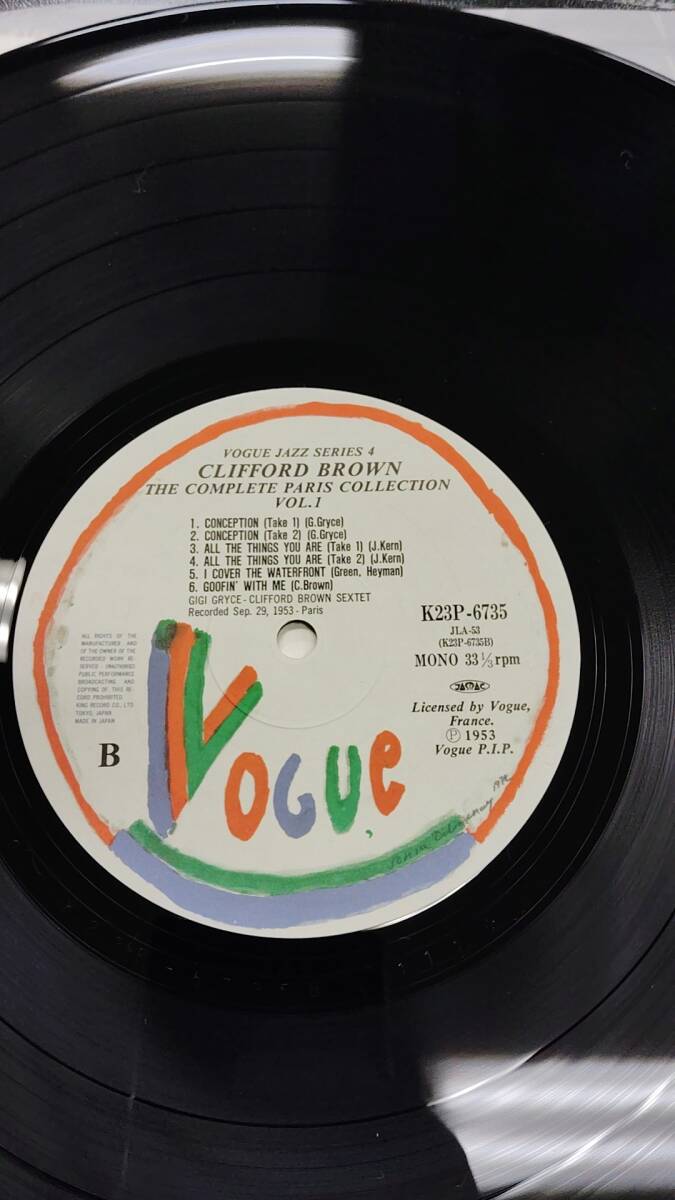 VOGUE JAZZ SERIES 4
CLIFFORD BROWN
THE COMPLETE PARIS COLLECTION
VOL.1
1. CONCEPTION (Take 1) (G.Gryce)
2. CONCEPTION (Take 2) (G.Gryce)
3. ALL THE THINGS YOU ARE (Take 1) (J.Kern)
4. ALL THE THINGS YOU ARE (Take 2) (J.Kern)
5. I COVER THE WATERFRONT (Green, Heyman)
6. GOOFIN' WITH ME (C.Brown)
GIGI GRYCE - CLIFFORD BROWN SEXTET
Recorded Sep. 29, 1953 - Paris
K23P-6735
JLA-53
(K23P-6735B)
MONO 33 1/3 rpm
JASRAC
Licensed by Vogue,
France.
Ⓟ 1953
Vogue P.I.P.
ALL RIGHTS OF THE
MANUFACTURER AND
OF THE OWNER OF THE
RECORDED WORK RE-
SERVED · UNAUTHORIZED
PUBLIC PERFORMANCE
BROADCASTING AND
COPYING OF THIS RE-
CORD PROHIBITED.
KING RECORD CO., LTD
TOKYO, JAPAN
MADE IN JAPAN
B
VOGUE